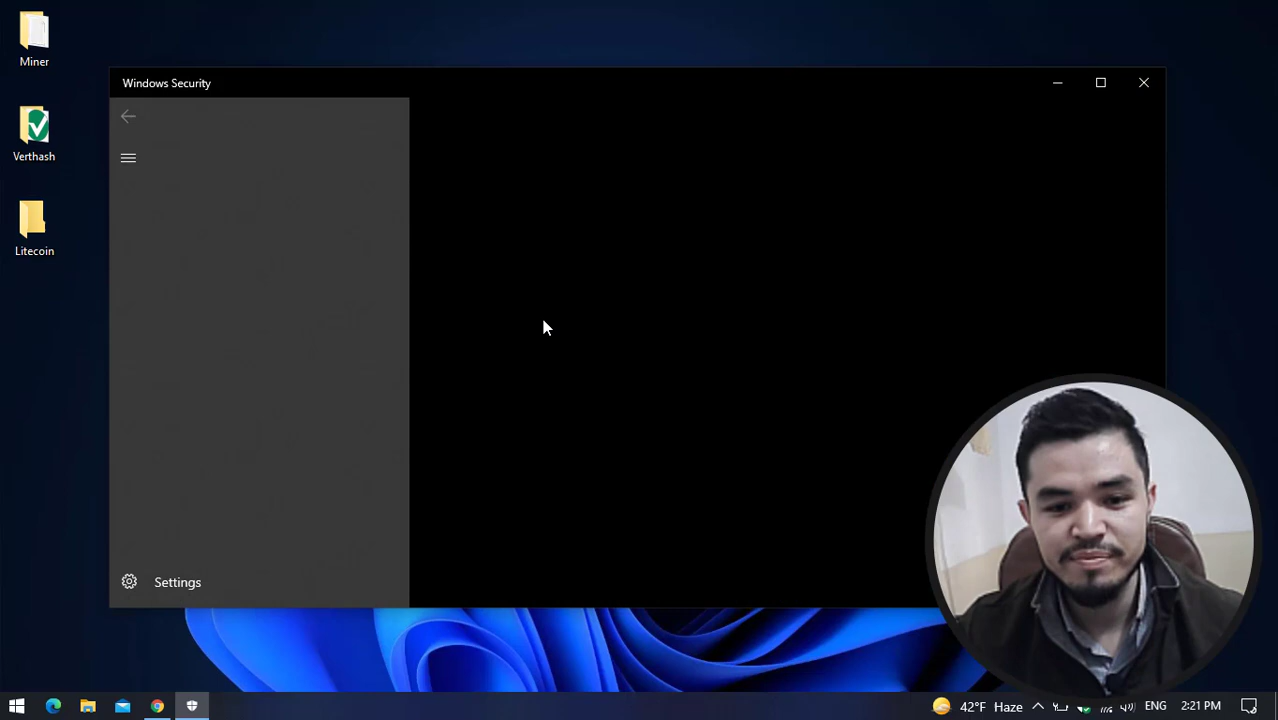 Miner
Windows Security
Verthash
Litecoin
Settings
42°F Haze
ENG
2:21 PM